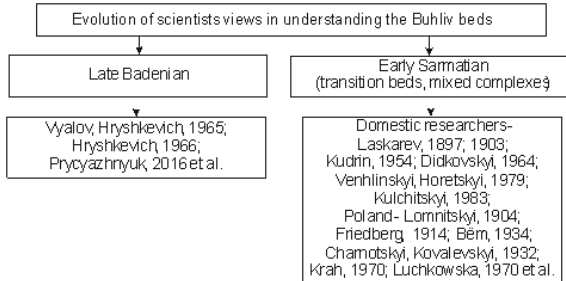 Evolution of scientists views in understanding the Buhliv beds
Late Badenian
Early Sarmatian
(transition beds, mixed complexes)
Vyalov, Hryshkevich, 1965;
Hryshkevich, 1966;
Prycyazhnyuk, 2016 et al.
Domestic researchers-
Laskarev, 1897; 1903;
Kudrin, 1954; Didkovskyi, 1964;
Venhlinskyi, Horetskyi, 1979;
Kulchitskyi, 1983;
Poland- Lomnitskyi, 1904;
Friedberg, 1914; Bërn, 1934;
Charnotskyi, Kovalevskyi, 1932;
Krah, 1970; Luchkowska, 1970 et al.